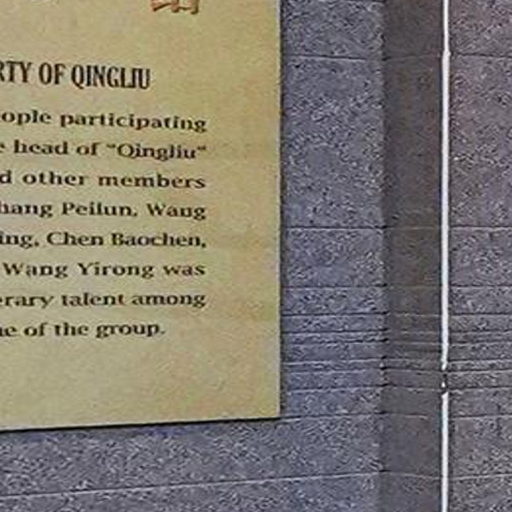 RTY OF QINGLIU
ople participating
head of "Qingliu"
d other members
hang Peilun, Wang
ing, Chen Baochen,
Wang Yirong was
erary talent among
e of the group.